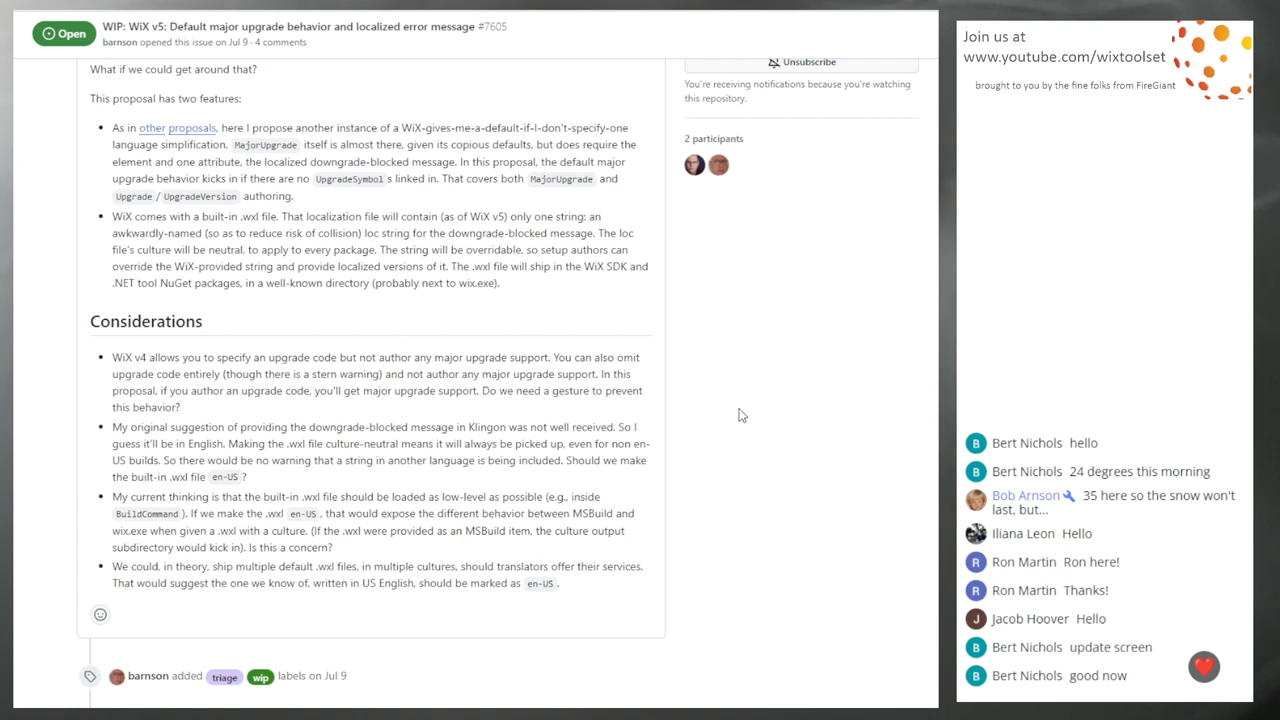 Open
WIP: WiX v5: Default major upgrade behavior and localized error message #7605
barnson opened this issue on Jul 9 · 4 comments
What if we could get around that?
This proposal has two features:
• As in other proposals, here I propose another instance of a WiX-gives-me-a-default-if-I-don't-specify-one
language simplification. MajorUpgrade itself is almost there, given its copious defaults, but does require the
element and one attribute, the localized downgrade-blocked message. In this proposal, the default major
upgrade behavior kicks in if there are no UpgradeSymbol s linked in. That covers both MajorUpgrade and
Upgrade / UpgradeVersion authoring.
• WiX comes with a built-in .wxl file. That localization file will contain (as of WiX v5) only one string: an
awkwardly-named (so as to reduce risk of collision) loc string for the downgrade-blocked message. The loc
file's culture will be neutral, to apply to every package. The string will be overridable, so setup authors can
override the WiX-provided string and provide localized versions of it. The .wxl file will ship in the WiX SDK and
.NET tool NuGet packages, in a well-known directory (probably next to wix.exe).
Considerations
• WiX v4 allows you to specify an upgrade code but not author any major upgrade support. You can also omit
upgrade code entirely (though there is a stern warning) and not author any major upgrade support. In this
proposal, if you author an upgrade code, you'll get major upgrade support. Do we need a gesture to prevent
this behavior?
• My original suggestion of providing the downgrade-blocked message in Klingon was not well received. So I
guess it'll be in English. Making the .wxl file culture-neutral means it will always be picked up, even for non en-
US builds. So there would be no warning that a string in another language is being included. Should we make
the built-in .wxl file en-US ?
• My current thinking is that the built-in .wxl file should be loaded as low-level as possible (e.g., inside
BuildCommand ). If we make the .wxl en-US , that would expose the different behavior between MSBuild and
wix.exe when given a .wxl with a culture. (If the .wxl were provided as an MSBuild item, the culture output
subdirectory would kick in). Is this a concern?
• We could, in theory, ship multiple default .wxl files, in multiple cultures, should translators offer their services.
That would suggest the one we know of, written in US English, should be marked as en-US .
barnson added triage wip labels on Jul 9
Unsubscribe
You're receiving notifications because you're watching
this repository.
2 participants
Join us at
www.youtube.com/wixtoolset
brought to you by the fine folks from FireGiant
B Bert Nichols hello
B Bert Nichols 24 degrees this morning
Bob Arnson 35 here so the snow won't
last, but...
Iliana Leon Hello
R Ron Martin Ron here!
R Ron Martin Thanks!
J Jacob Hoover Hello
B Bert Nichols update screen
B Bert Nichols good now